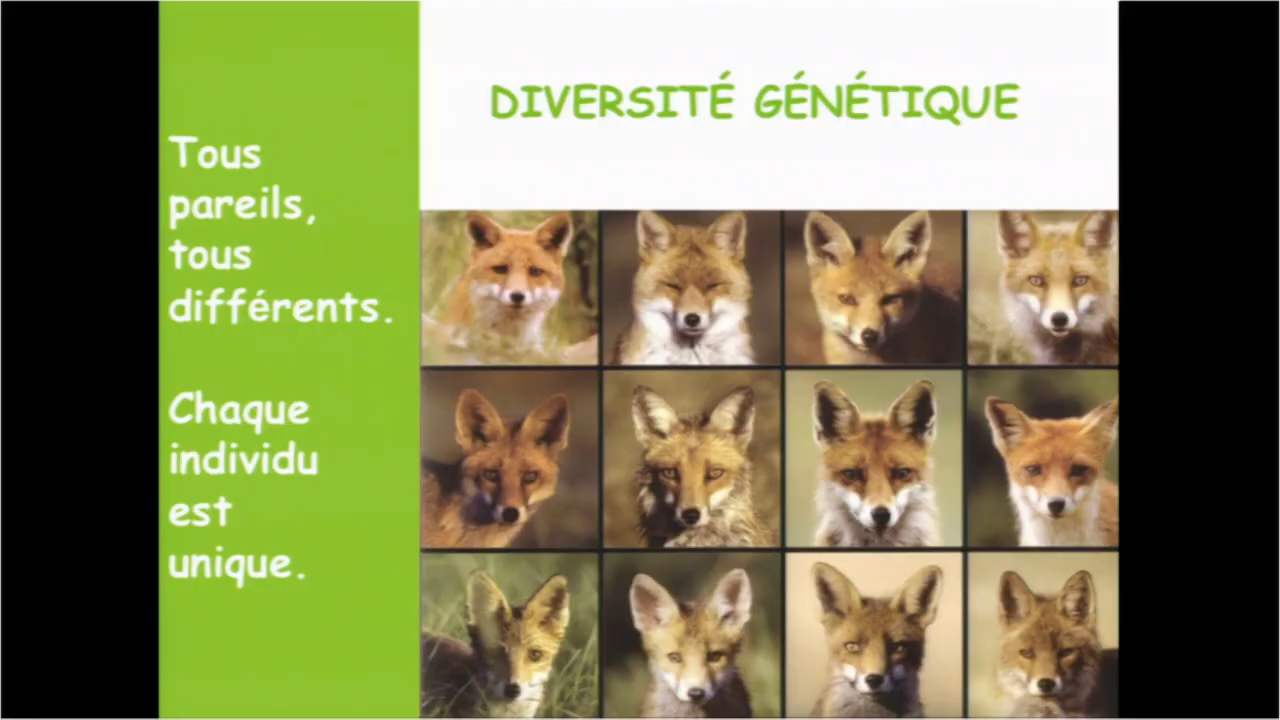 DIVERSITÉ GÉNÉTIQUE
Tous
pareils,
tous
différents.
Chaque
individu
est
unique.